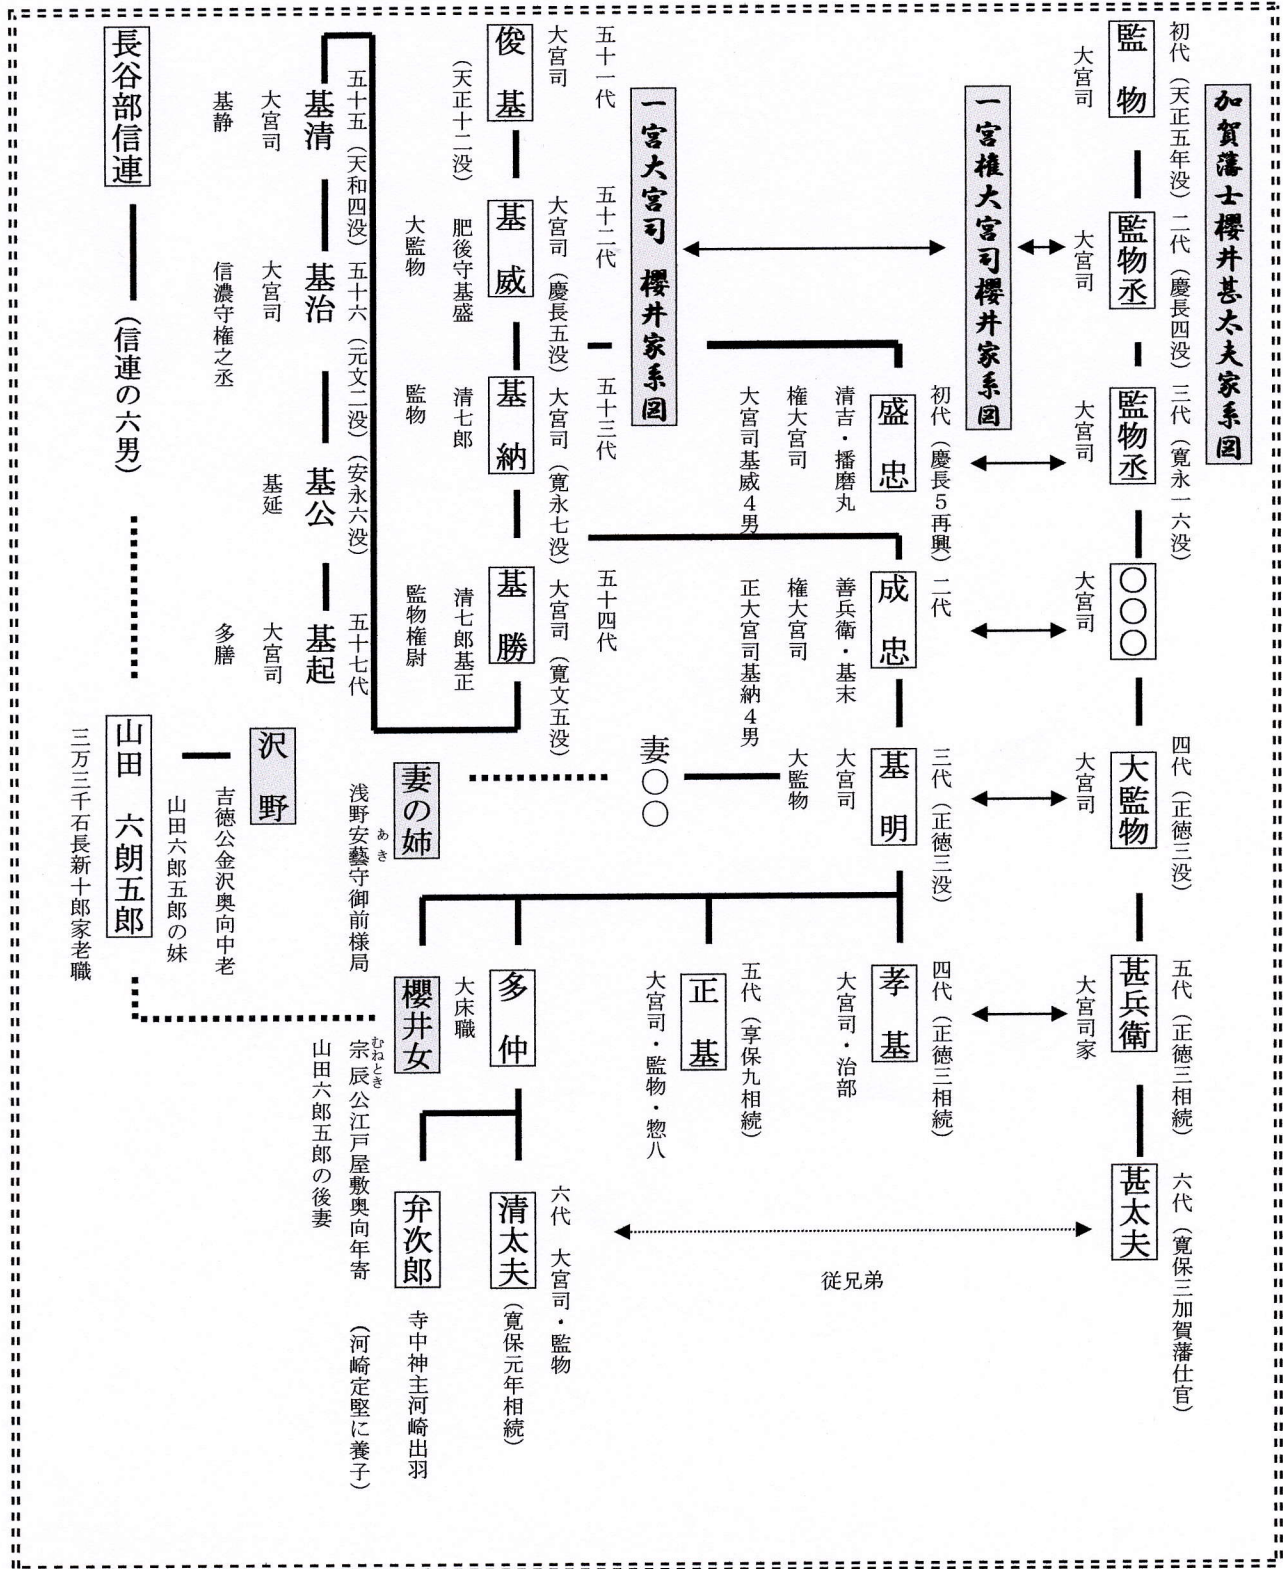 加賀藩士櫻井甚太夫家系図
初代（天正五年没）
監物
大宮司
二代（慶長四没）
監物丞
大宮司
三代（寛永一六没）
監物丞
大宮司
〇〇〇
大宮司
四代（正徳三没）
大監物
大宮司
五代（正徳三相続）
甚兵衛
大宮司家
六代（寛保三加賀藩仕官）
甚太夫
一宮権大宮司櫻井家系図
初代（慶長５再興）
盛忠
清吉・播磨丸
権大宮司
大宮司基威４男
二代
成忠
善兵衛・基末
権大宮司
正大宮司基納４男
三代（正徳三没）
基明
大宮司
大監物
四代（正徳三相続）
孝基
大宮司・治部
五代（享保九相続）
正基
大宮司・監物・惣八
従兄弟
一宮大宮司 櫻井家系図
妻〇〇
六代 大宮司・監物
清太夫
（寛保元年相続）
多仲
大床職
五十一代
大宮司
俊基
（天正十二没）
五十二代
大宮司（慶長五没）
基威
肥後守基盛
大監物
五十三代
大宮司（寛永七没）
基納
清七郎
監物
五十四代
大宮司（寛文五没）
基勝
清七郎基正
監物権尉
妻の姉
浅野安藝守御前様局
あき
櫻井女
宗辰公江戸屋敷奥向年寄
むねとき
山田六郎五郎の後妻
弁次郎
寺中神主河崎出羽
（河崎定堅に養子）
五十五（天和四没）
基清
大宮司
基静
五十六（元文二没）
基治
大宮司
信濃守権之丞
（安永六没）
基公
基延
五十七代
基起
大宮司
多膳
沢野
吉徳公金沢奥向中老
山田六郎五郎の妹
長谷部信連
（信連の六男）
山田 六朗五郎
三万三千石長新十郎家老職